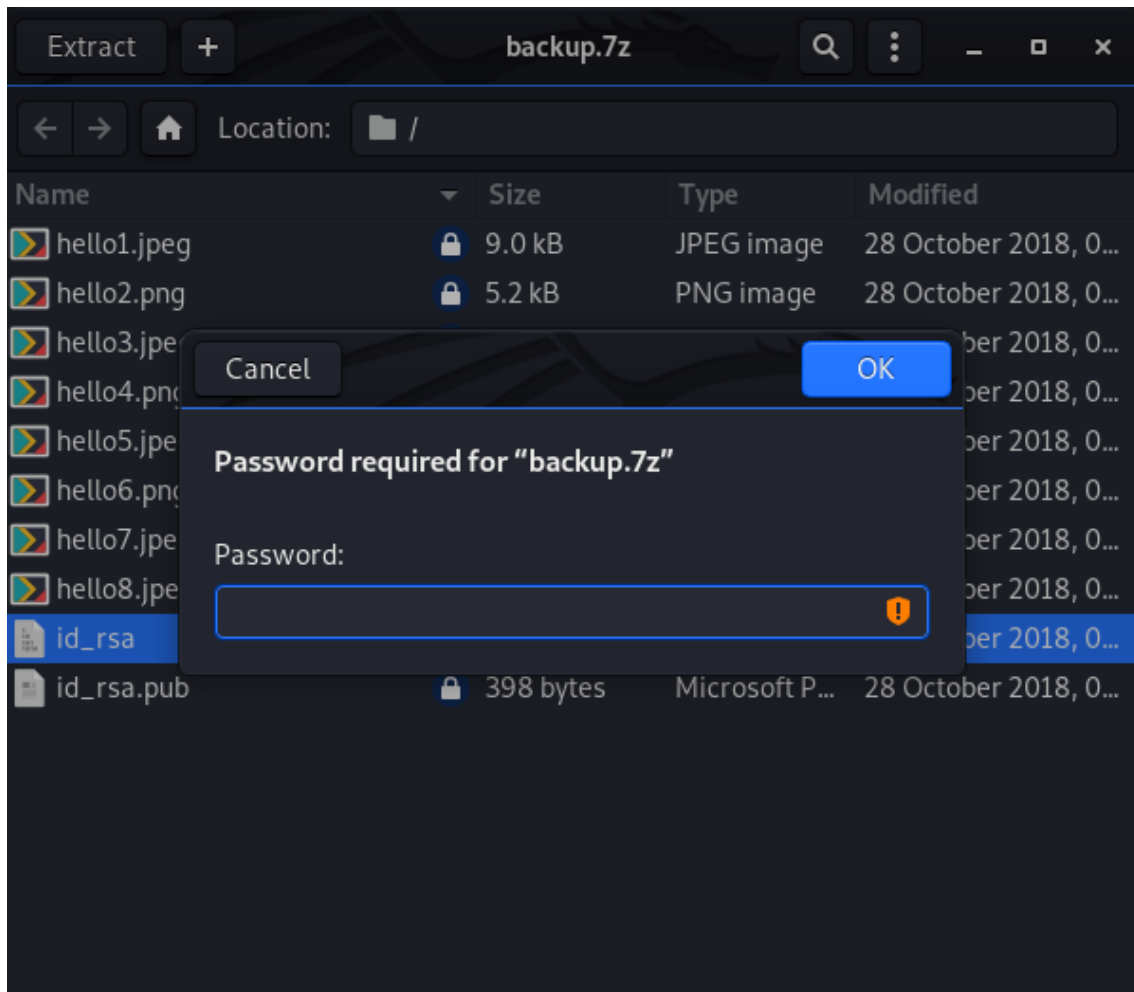 Extract + backup.7z
Location: /
Name Size Type Modified
hello1.jpeg 9.0 kB JPEG image 28 October 2018, 0...
hello2.png 5.2 kB PNG image 28 October 2018, 0...
hello3.jpe ber 2018, 0...
Cancel OK
hello4.png ber 2018, 0...
hello5.jpe ber 2018, 0...
Password required for “backup.7z”
hello6.png ber 2018, 0...
hello7.jpe ber 2018, 0...
Password:
hello8.jpe ber 2018, 0...
id_rsa ber 2018, 0...
id_rsa.pub 398 bytes Microsoft P... 28 October 2018, 0...